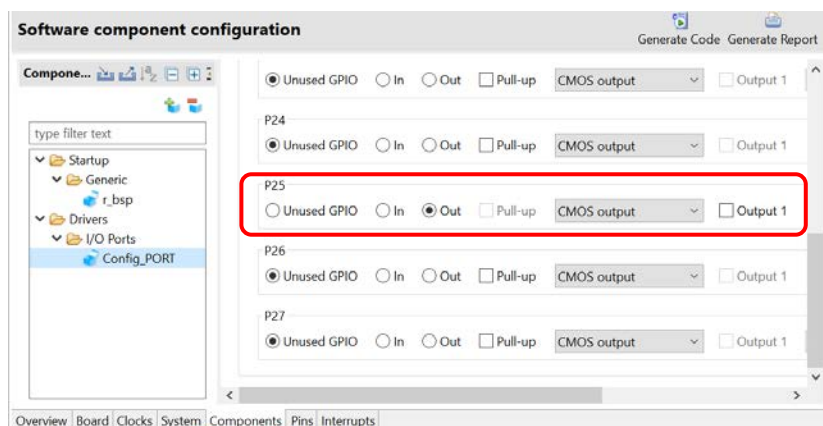 Software component configuration
Generate Code Generate Report
Compone...
type filter text
Startup
Generic
r_bsp
Drivers
I/O Ports
Config_PORT
Unused GPIO In Out Pull-up CMOS output Output 1
P24
Unused GPIO In Out Pull-up CMOS output Output 1
P25
Unused GPIO In Out Pull-up CMOS output Output 1
P26
Unused GPIO In Out Pull-up CMOS output Output 1
P27
Unused GPIO In Out Pull-up CMOS output Output 1
Overview Board Clocks System Components Pins Interrupts